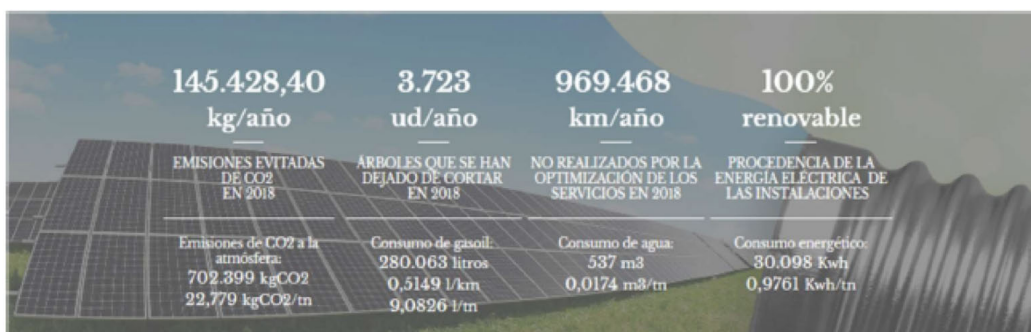 145.428,40
kg/año
EMISIONES EVITADAS
DE CO2
EN 2018
Emisiones de CO2 a la
atmósfera:
702.399 kgCO2
22,779 kgCO2/tn
3.723
ud/año
ÁRBOLES QUE SE HAN
DEJADO DE CORTAR
EN 2018
Consumo de gasoil:
280.063 litros
0,5149 l/km
9,0826 l/tn
969.468
km/año
NO REALIZADOS POR LA
OPTIMIZACIÓN DE LOS
SERVICIOS EN 2018
Consumo de agua:
537 m3
0,0174 m3/tn
100%
renovable
PROCEDENCIA DE LA
ENERGÍA ELÉCTRICA DE
LAS INSTALACIONES
Consumo energético:
30.098 Kwh
0,9761 Kwh/tn